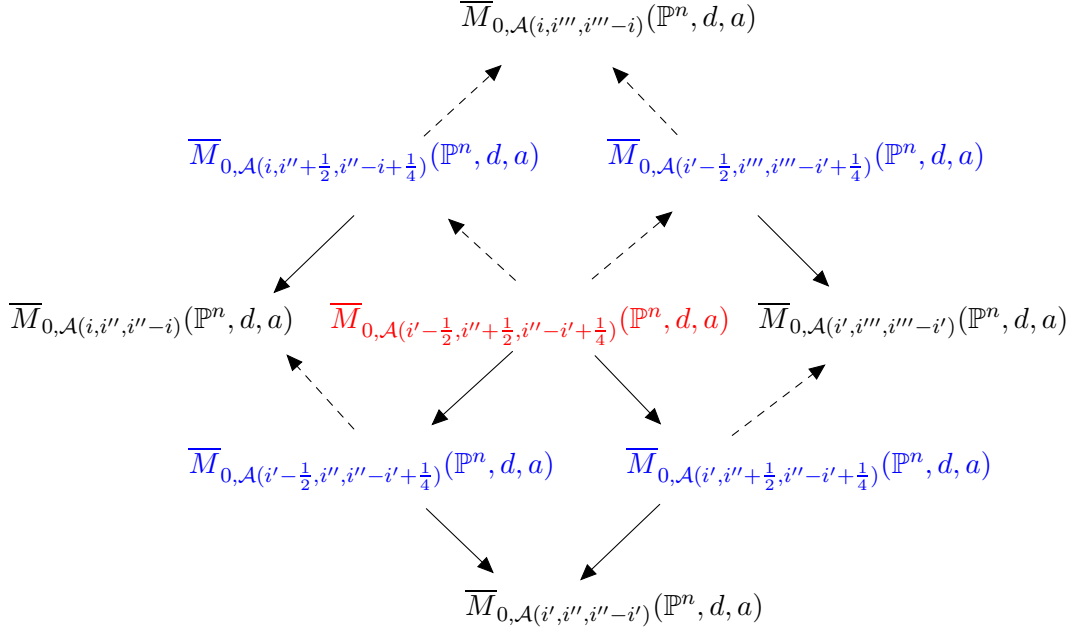 $\overline{M}_{0,\mathcal{A}(i,i''',i'''-i)}(\mathbb{P}^n,d,a)$
$\overline{M}_{0,\mathcal{A}(i,i''+\frac{1}{2},i''-i+\frac{1}{4})}(\mathbb{P}^n,d,a)$ $\overline{M}_{0,\mathcal{A}(i'-\frac{1}{2},i''',i'''-i'+\frac{1}{4})}(\mathbb{P}^n,d,a)$
$\overline{M}_{0,\mathcal{A}(i,i'',i''-i)}(\mathbb{P}^n,d,a)$ $\overline{M}_{0,\mathcal{A}(i'-\frac{1}{2},i''+\frac{1}{2},i''-i'+\frac{1}{4})}(\mathbb{P}^n,d,a)$ $\overline{M}_{0,\mathcal{A}(i',i''',i'''-i')}(\mathbb{P}^n,d,a)$
$\overline{M}_{0,\mathcal{A}(i'-\frac{1}{2},i'',i''-i'+\frac{1}{4})}(\mathbb{P}^n,d,a)$ $\overline{M}_{0,\mathcal{A}(i',i''+\frac{1}{2},i''-i'+\frac{1}{4})}(\mathbb{P}^n,d,a)$
$\overline{M}_{0,\mathcal{A}(i',i'',i''-i')}(\mathbb{P}^n,d,a)$